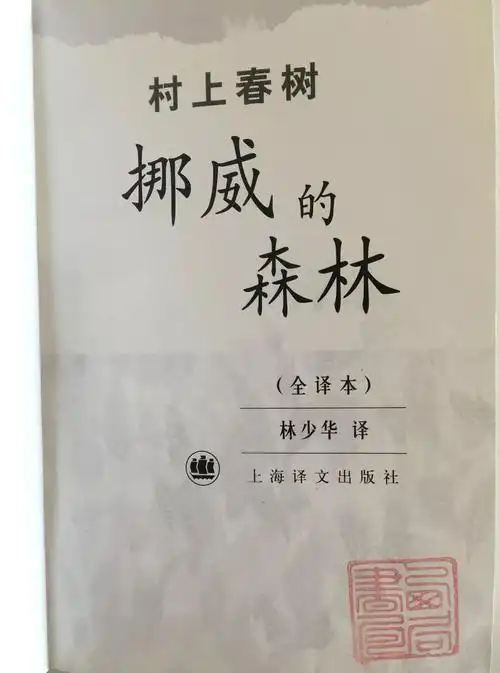 村上春树
挪威的
森林
（全译本）
林少华 译
上海译文出版社